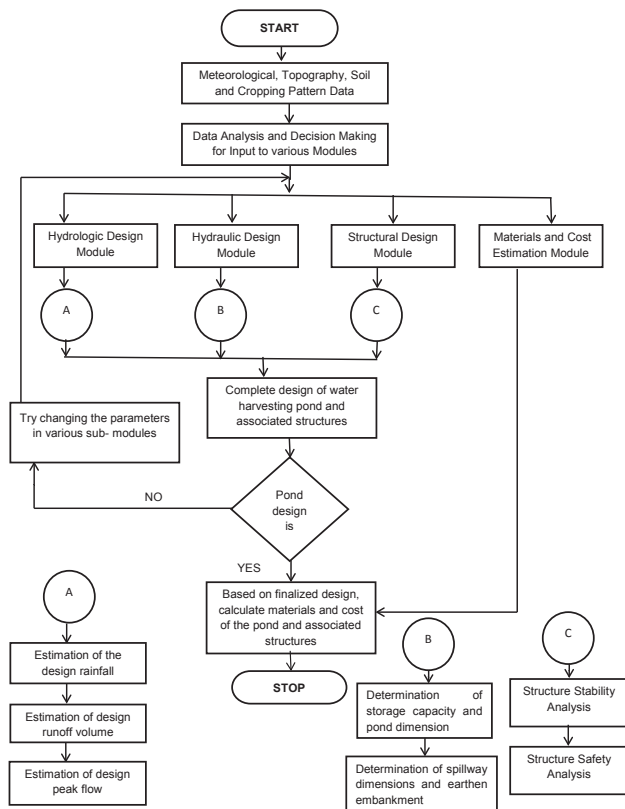 START
Meteorological, Topography, Soil
and Cropping Pattern Data
Data Analysis and Decision Making
for Input to various Modules
Hydrologic Design
Module
Hydraulic Design
Module
Structural Design
Module
Materials and Cost
Estimation Module
A
B
C
Complete design of water
harvesting pond and
associated structures
Try changing the parameters
in various sub- modules
NO
Pond
design
is
YES
Based on finalized design,
calculate materials and cost
of the pond and associated
structures
STOP
A
Estimation of the
design rainfall
Estimation of design
runoff volume
Estimation of design
peak flow
B
Determination of
storage capacity and
pond dimension
Determination of spillway
dimensions and earthen
embankment
C
Structure Stability
Analysis
Structure Safety
Analysis